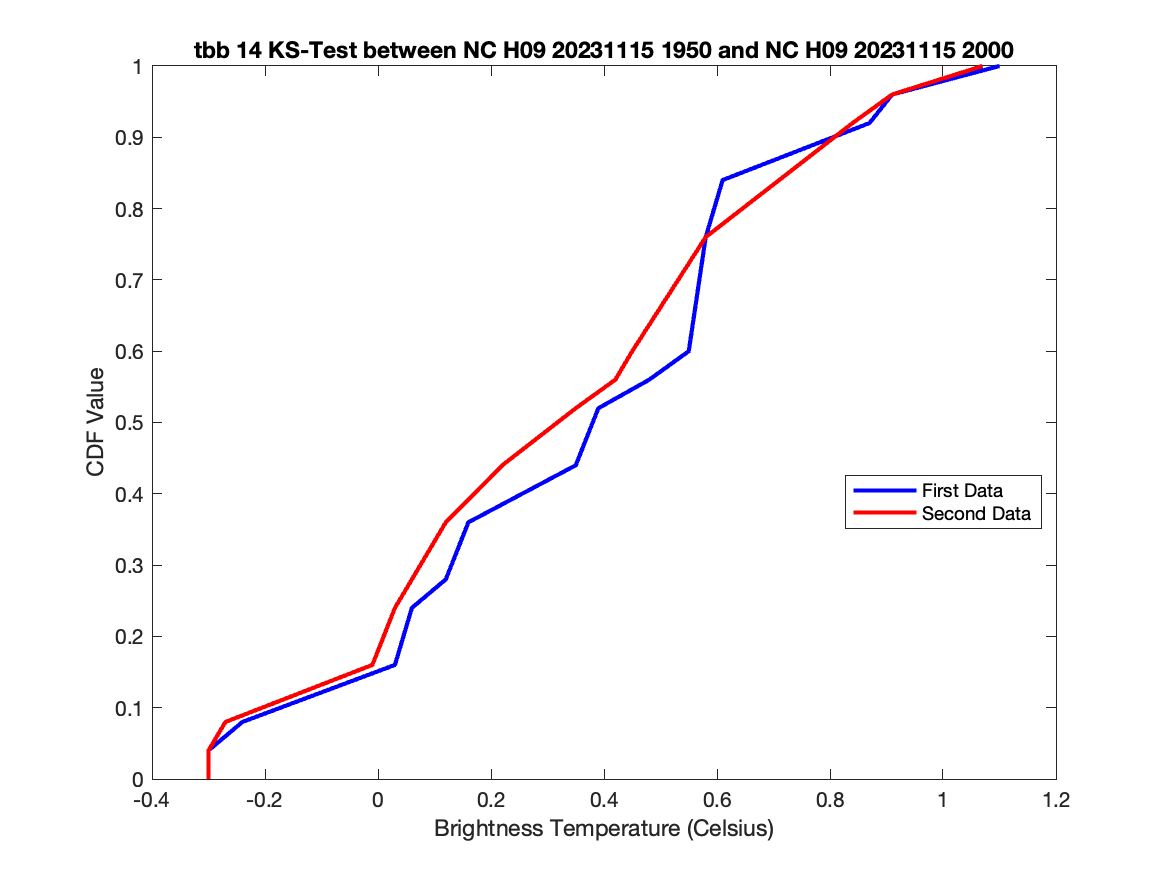 tbb 14 KS-Test between NC H09 20231115 1950 and NC H09 20231115 2000
1
0.9
0.8
0.7
0.6
0.5
0.4
0.3
0.2
0.1
0
CDF Value
First Data
Second Data
-0.4 -0.2 0 0.2 0.4 0.6 0.8 1 1.2
Brightness Temperature (Celsius)